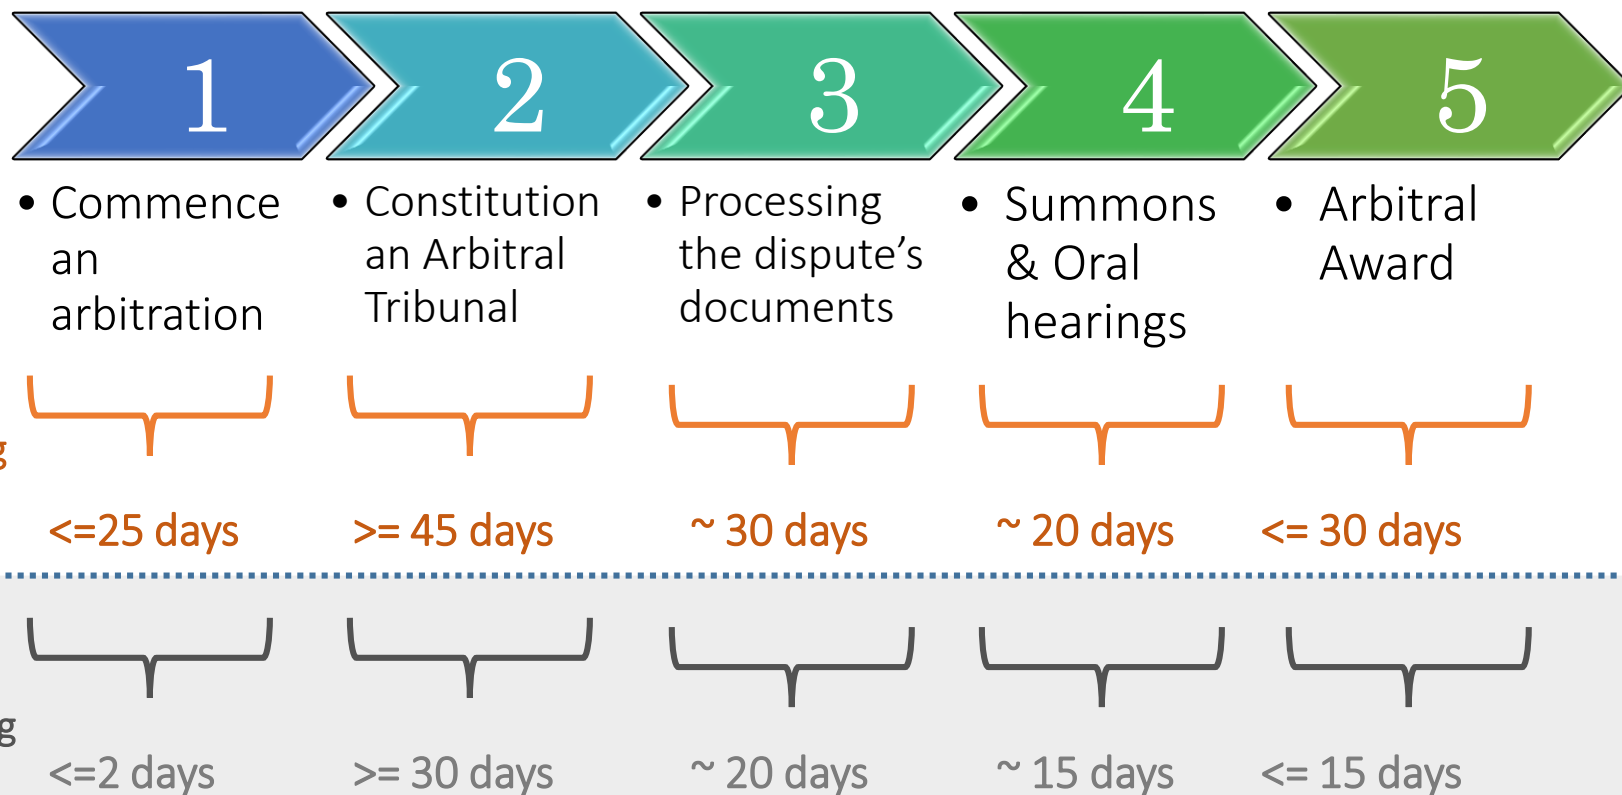 1
2
3
4
5
• Commence
an
arbitration
• Constitution
an Arbitral
Tribunal
• Processing
the dispute’s
documents
• Summons
& Oral
hearings
• Arbitral
Award
g
<=25 days
>= 45 days
~ 30 days
~ 20 days
<= 30 days
g
<=2 days
>= 30 days
~ 20 days
~ 15 days
<= 15 days